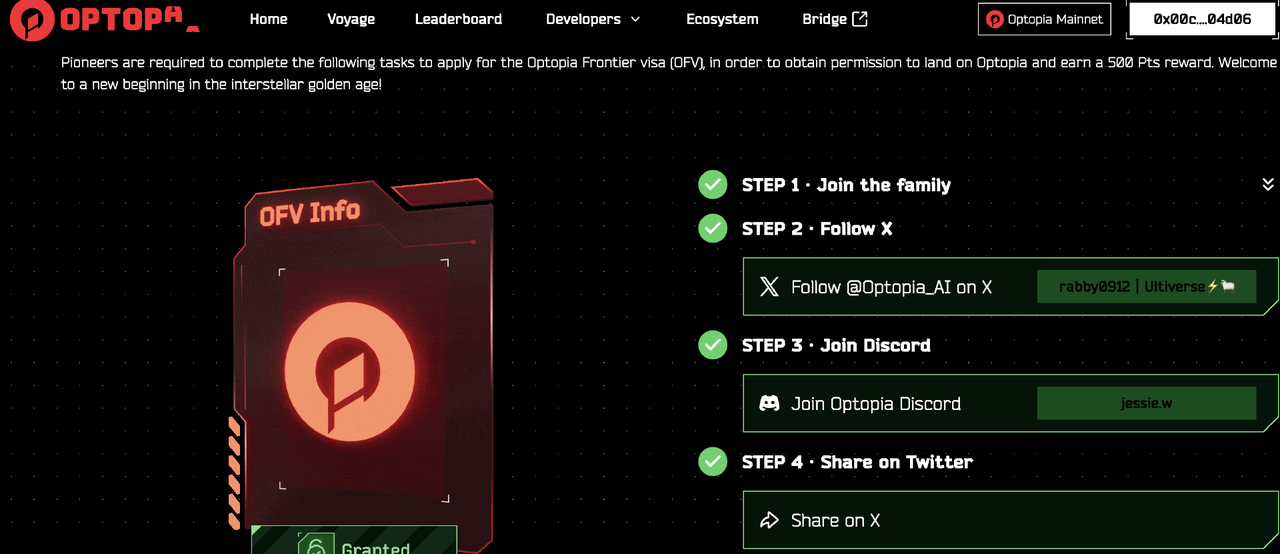 OPTOPIA
Home Voyage Leaderboard Developers Ecosystem Bridge Optopia Mainnet 0x00c....04d06
Pioneers are required to complete the following tasks to apply for the Optopia Frontier visa (OFV), in order to obtain permission to land on Optopia and earn a 500 Pts reward. Welcome
to a new beginning in the interstellar golden age!
OFV Info
Granted
STEP 1 · Join the family
STEP 2 · Follow X
Follow @Optopia_AI on X rabby0912 | Ultiverse⚡🐑
STEP 3 · Join Discord
Join Optopia Discord jessie.w
STEP 4 · Share on Twitter
Share on X